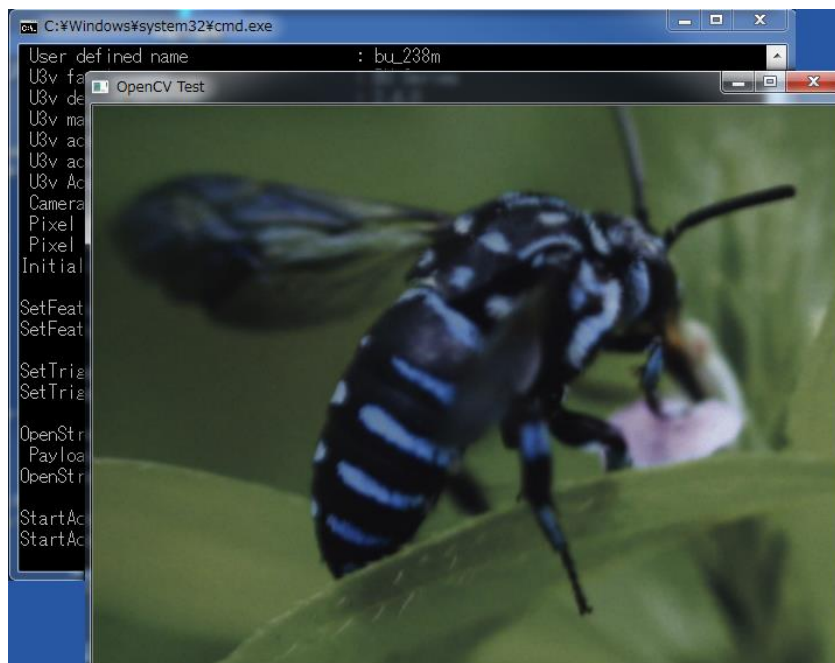 C:¥Windows¥system32¥cmd.exe
User defined name : bu_238m
U3v fa
OpenCV Test
U3v de
U3v ma
U3v ac
U3v ac
U3v Ac
Camera
Pixel
Pixel
Initial
SetFeat
SetFeat
SetTrig
SetTrig
OpenStr
Payloa
OpenStr
StartAc
StartAc